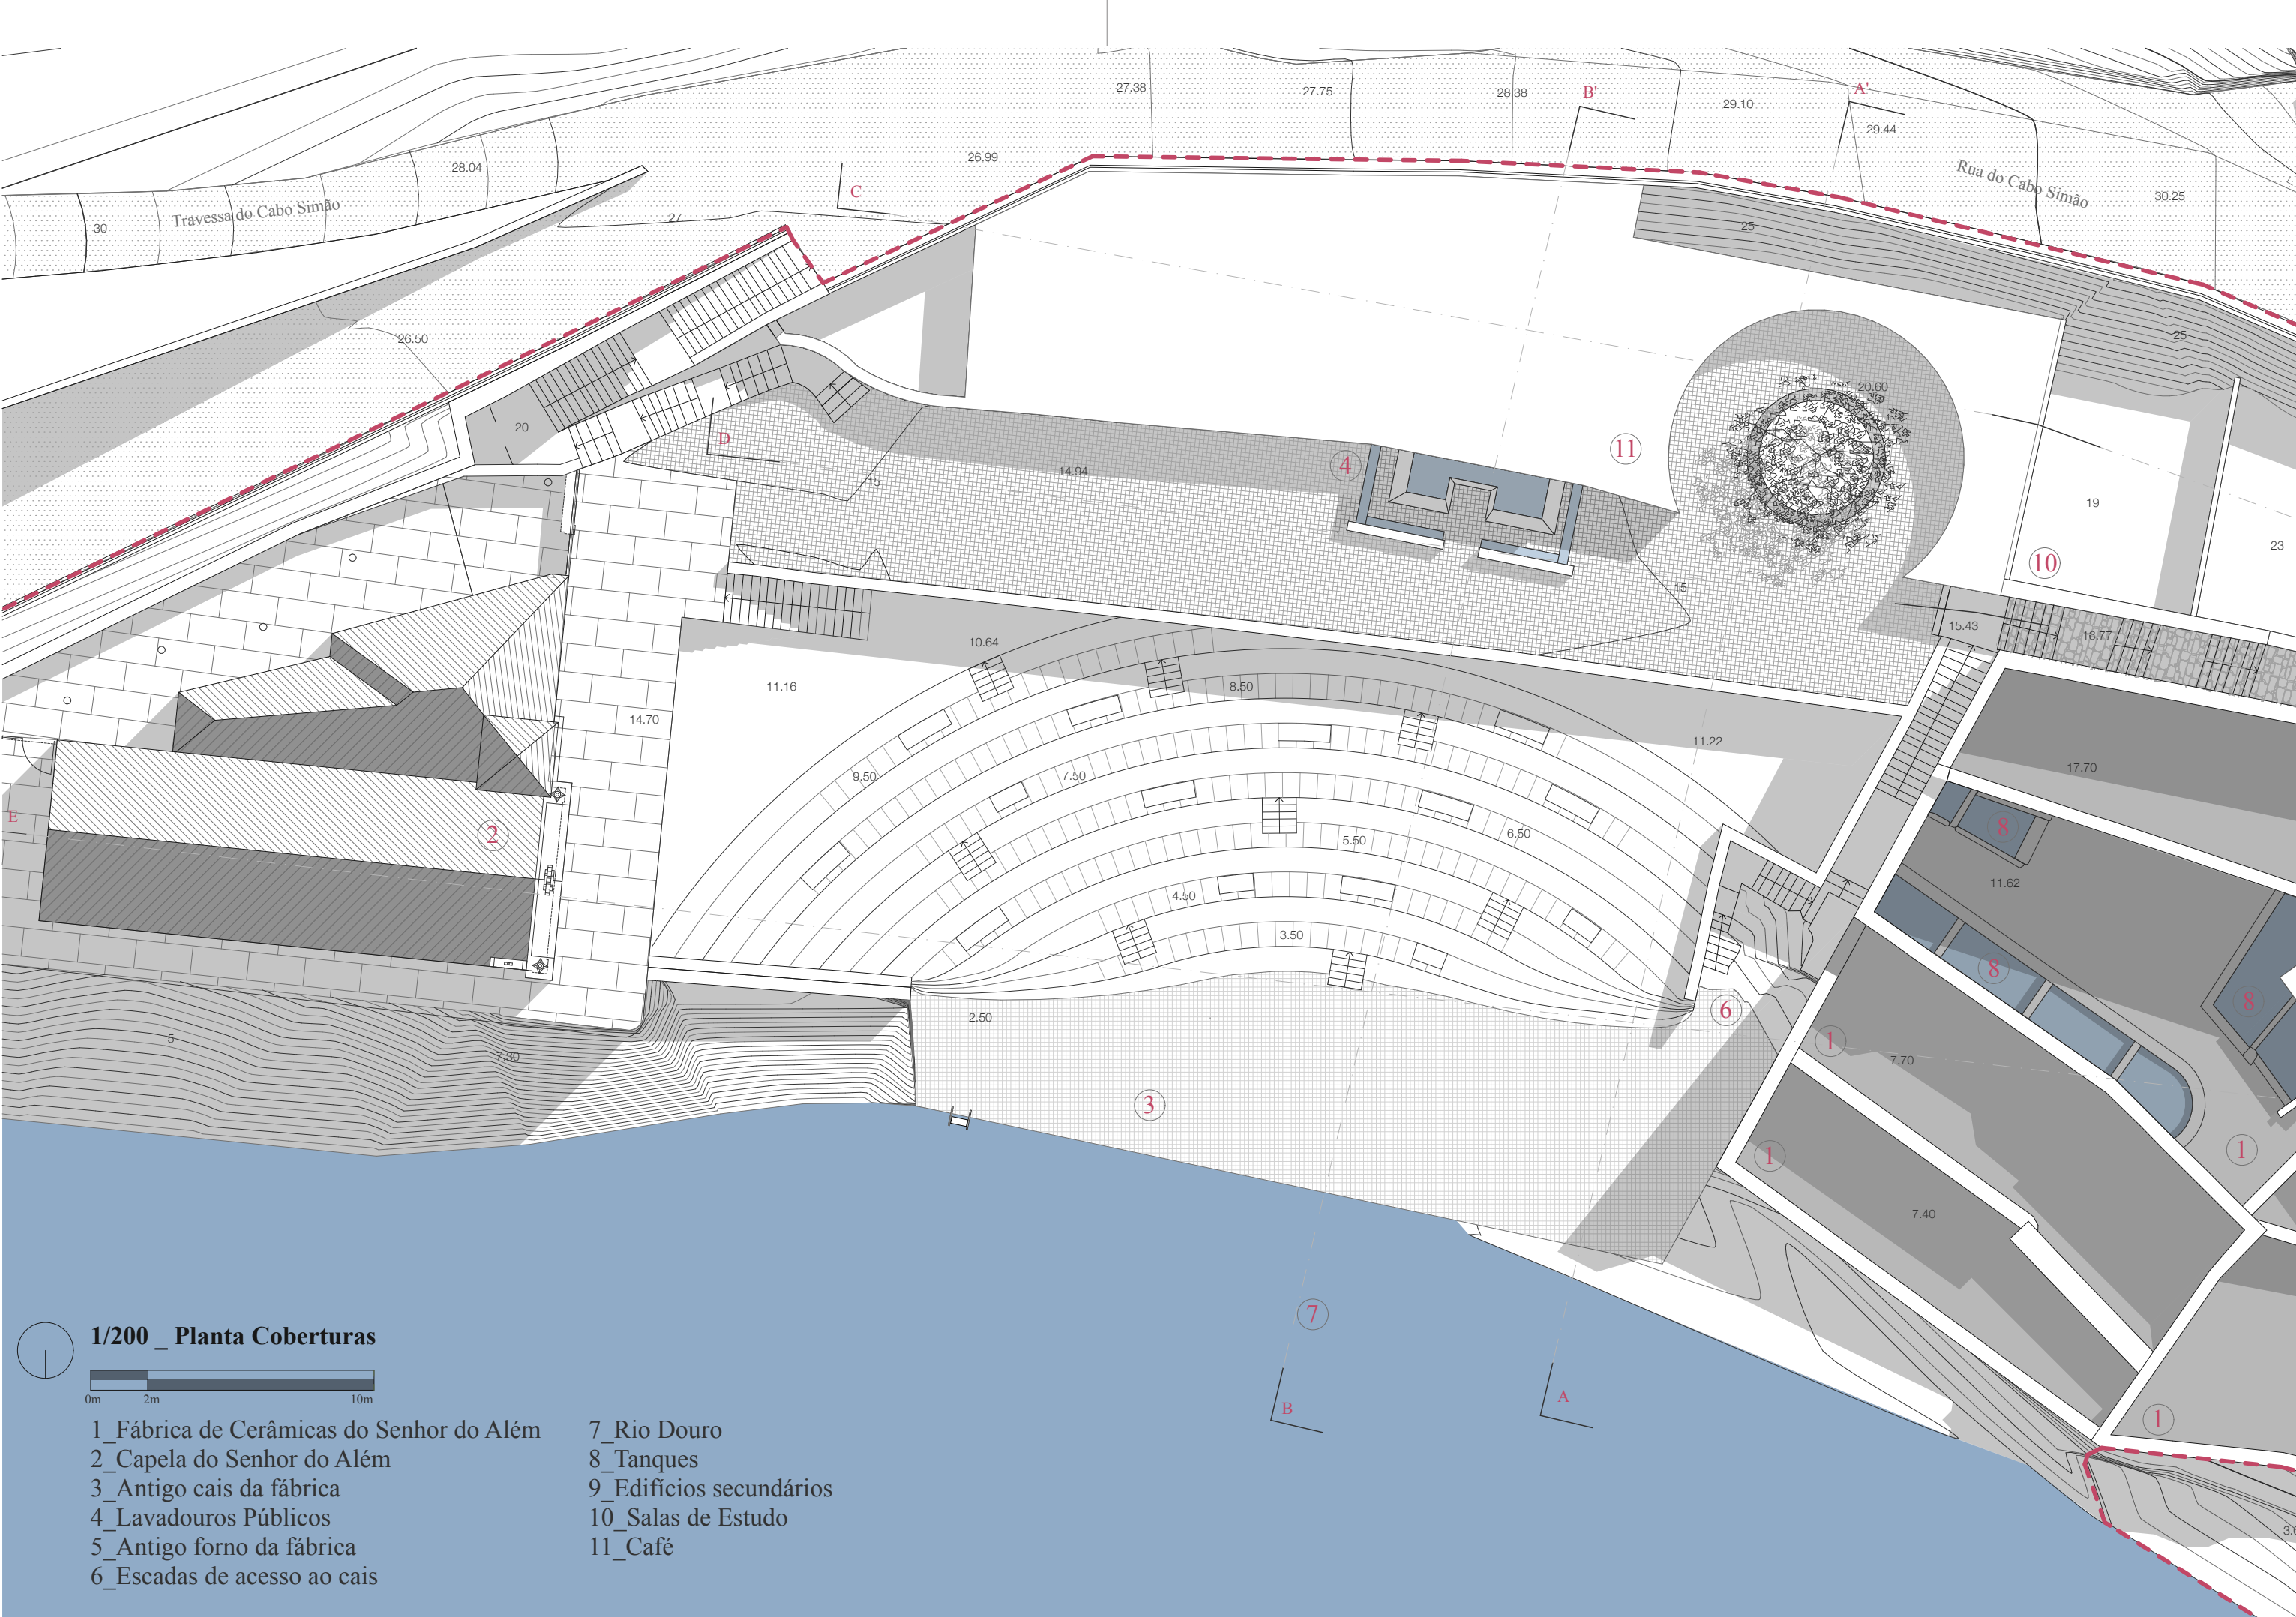 27.38
27.75
28.38
B'
29.10
A'
29.44
26.99
28.04
Rua do Cabo Simão
30.25
C
Travessa do Cabo Simão
27
30
25
25
26.50
20.60
20
D
11
4
14.94
15
19
10
23
15
15.43
16.77
10.64
11.16
8.50
14.70
11.22
9.50
7.50
17.70
E
2
8
6.50
5.50
11.62
4.50
3.50
8
8
6
2.50
5
7.30
1
7.70
3
1
1
7.40
7
B
A
1
1/200 _ Planta Coberturas
0m 2m 10m
1_Fábrica de Cerâmicas do Senhor do Além
2_Capela do Senhor do Além
3_Antigo cais da fábrica
4_Lavadouros Públicos
5_Antigo forno da fábrica
6_Escadas de acesso ao cais
7_Rio Douro
8_Tanques
9_Edifícios secundários
10_Salas de Estudo
11_Café